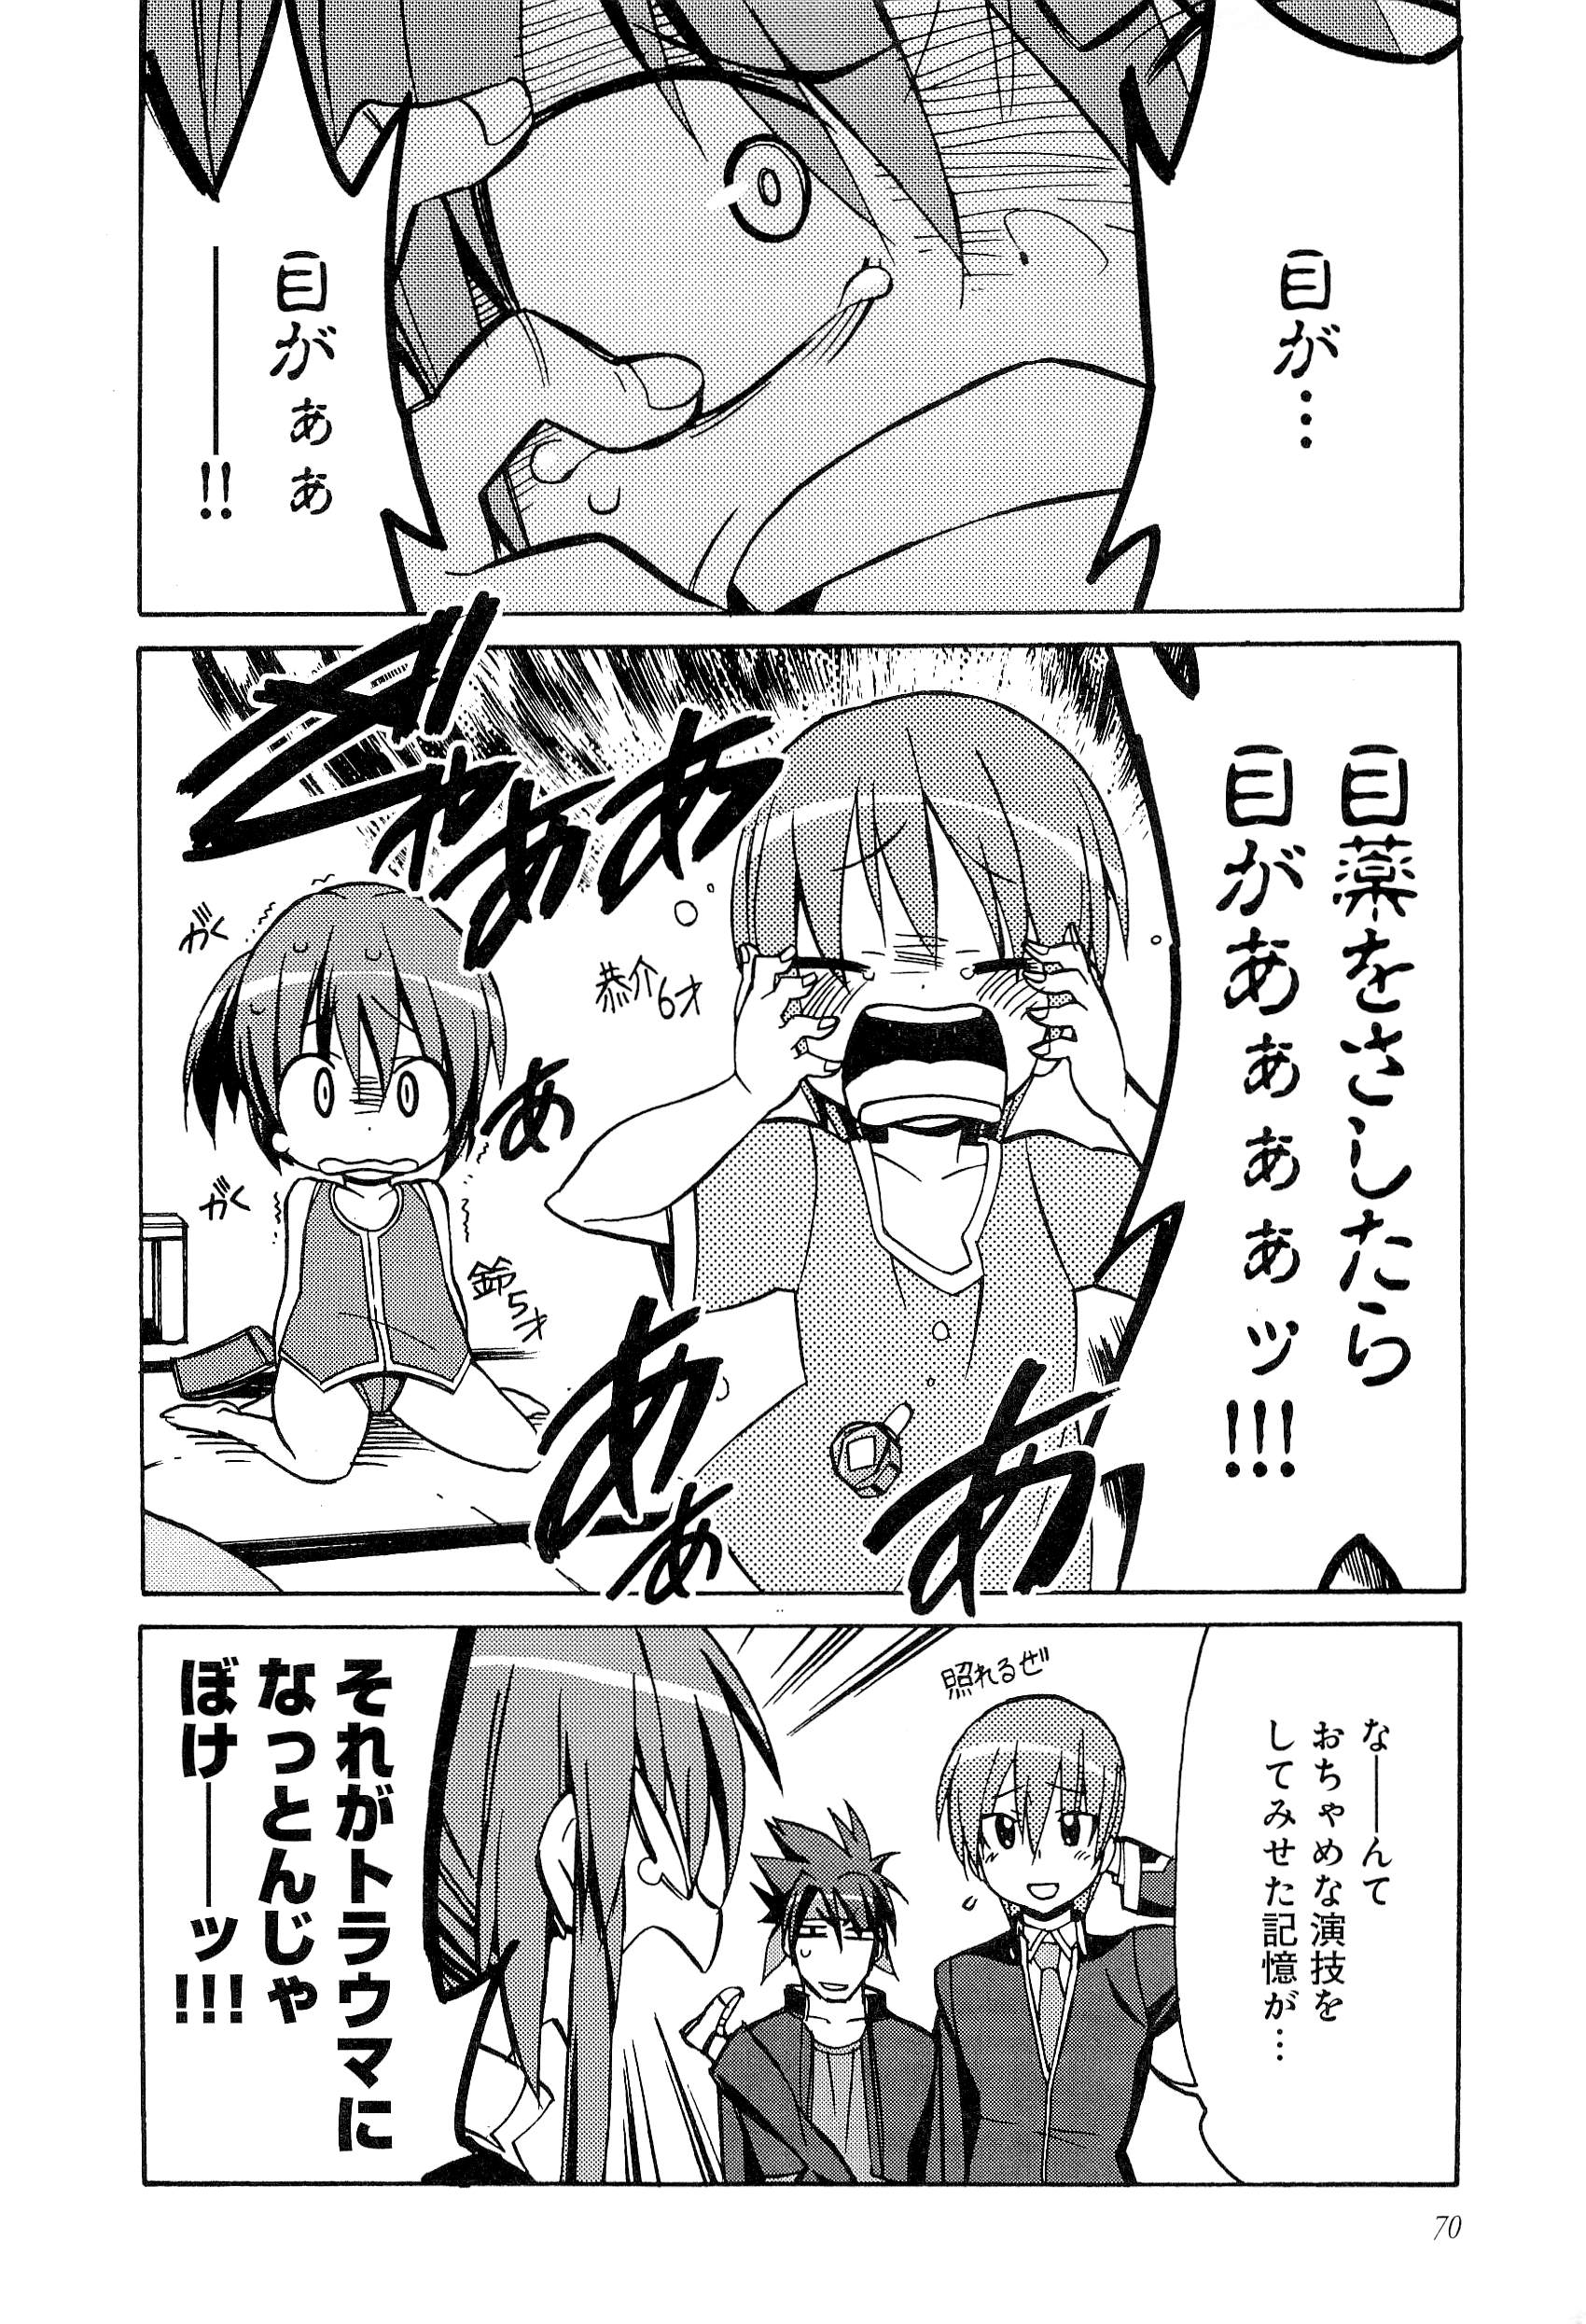 目が…
目がぁぁ
――!!
目薬をさしたら
目があぁぁぁッ!!!
ぎゃあああ
恭介6才
ああ
あ
がく
がく
あ
鈴5才
な――んて
おちゃめな演技を
してみせた記憶が…
照れるぜ
それがトラウマに
なっとんじゃ
ぼけ――ッ!!!
70